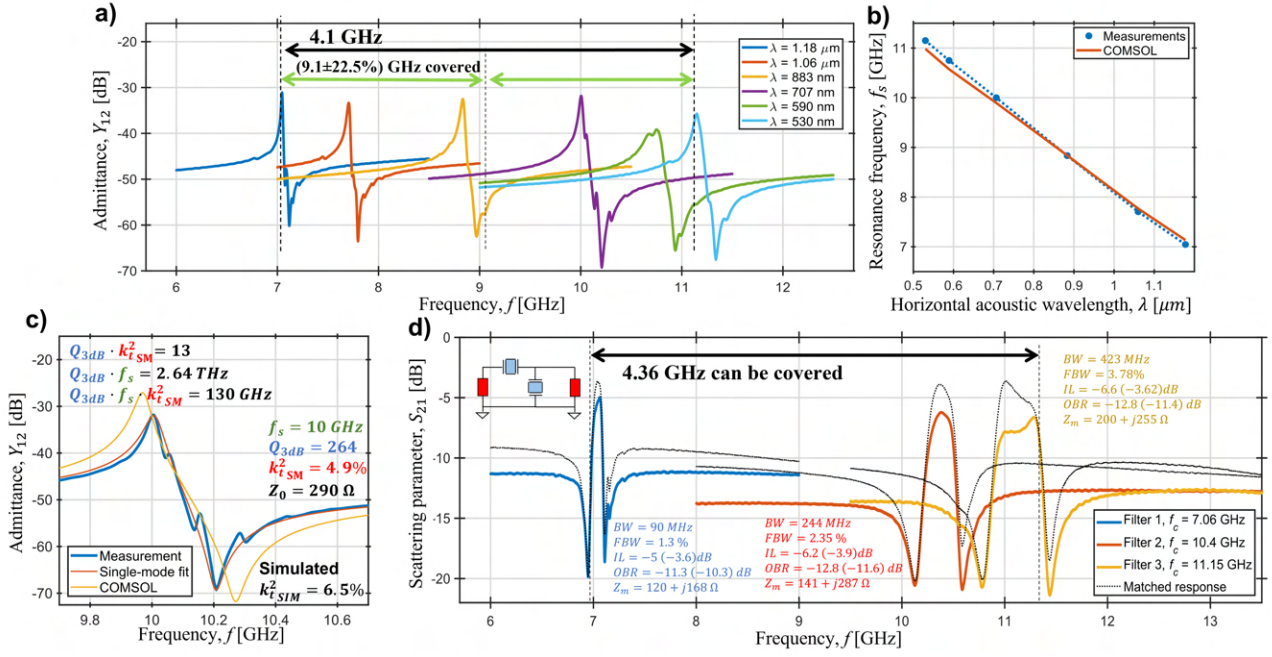 a)
4.1 GHz
(9.1±22.5%) GHz covered
λ = 1.18 μm
λ = 1.06 μm
λ = 883 nm
λ = 707 nm
λ = 590 nm
λ = 530 nm
-20
-30
-40
-50
-60
-70
Admittance, Y12 [dB]
6
7
8
9
10
11
12
Frequency, f [GHz]
b)
Measurements
COMSOL
11
10
9
8
7
Resonance frequency, fs [GHz]
0.5
0.6
0.7
0.8
0.9
1
1.1
Horizontal acoustic wavelength, λ [μm]
c)
Q3dB · k²t SM = 13
Q3dB · fs = 2.64 THz
Q3dB · fs · k²t SM = 130 GHz
fs = 10 GHz
Q3dB = 264
k²t SM = 4.9%
Z0 = 290 Ω
Measurement
Single-mode fit
COMSOL
Simulated
k²t SIM = 6.5%
-20
-30
-40
-50
-60
-70
Admittance, Y12 [dB]
9.8
10
10.2
10.4
10.6
Frequency, f [GHz]
d)
4.36 GHz can be covered
BW = 423 MHz
FBW = 3.78%
IL = -6.6 (-3.62)dB
OBR = -12.8 (-11.4) dB
Zm = 200 + j255 Ω
BW = 90 MHz
FBW = 1.3 %
IL = -5 (-3.6)dB
OBR = -11.3 (-10.3) dB
Zm = 120 + j168 Ω
BW = 244 MHz
FBW = 2.35 %
IL = -6.2 (-3.9)dB
OBR = -12.8 (-11.6) dB
Zm = 141 + j287 Ω
Filter 1, fc = 7.06 GHz
Filter 2, fc = 10.4 GHz
Filter 3, fc = 11.15 GHz
Matched response
0
-5
-10
-15
-20
Scattering parameter, S21 [dB]
6
7
8
9
10
11
12
13
Frequency, f [GHz]